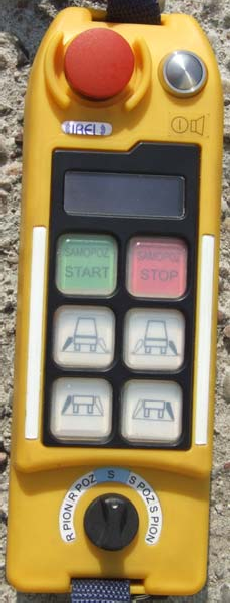 IREL
SAMOPOZ
START
SAMOPOZ
STOP
R PION R POZ S S POZ S PION